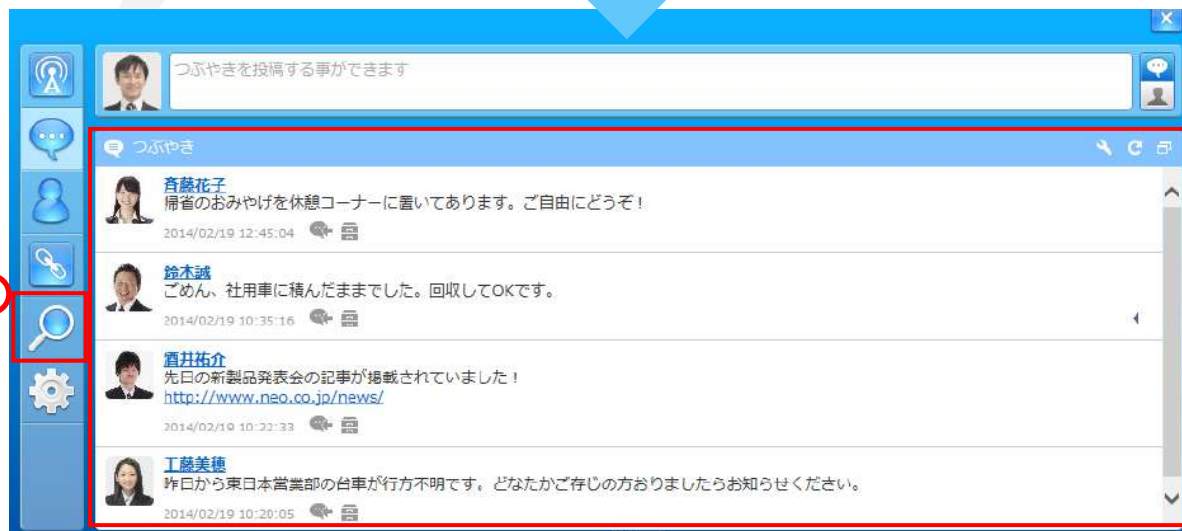 つぶやきを投稿する事ができます
つぶやき
斉藤花子
帰省のおみやげを休憩コーナーに置いてあります。ご自由にどうぞ！
2014/02/19 12:45:04
鈴木誠
ごめん、社用車に積んだままでした。回収してOKです。
2014/02/19 10:35:16
酒井祐介
先日の新製品発表会の記事が掲載されていました！
http://www.neo.co.jp/news/
2014/02/19 10:22:33
工藤美穂
昨日から東日本営業部の台車が行方不明です。どなたかご存じの方おりましたらお知らせください。
2014/02/19 10:20:05